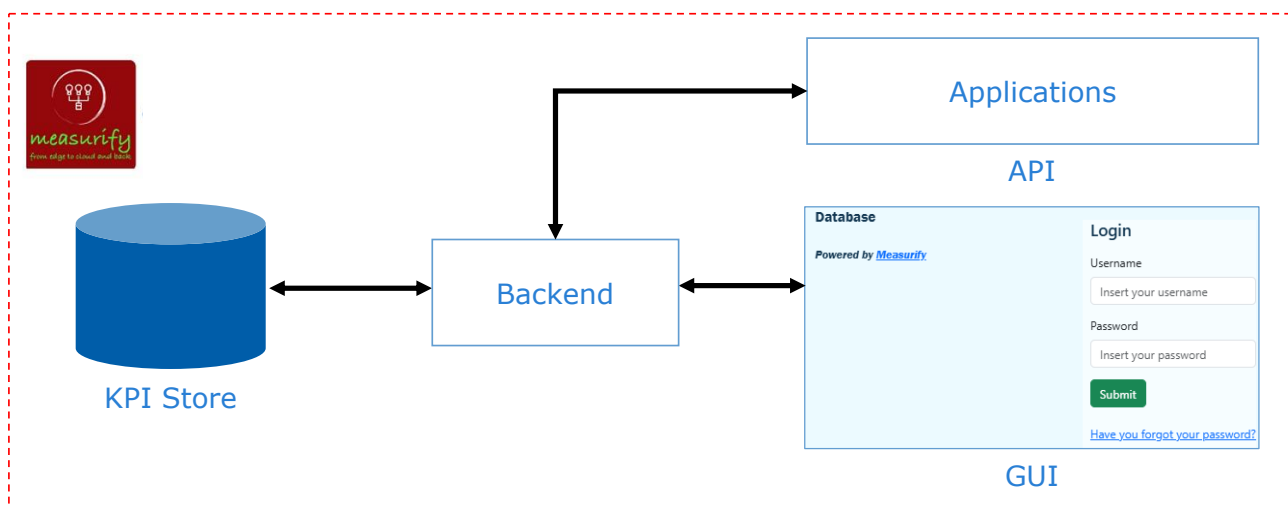 measurify
from edge to cloud and back
Applications
API
KPI Store
Backend
Database
Powered by Measurify
Login
Username
Insert your username
Password
Insert your password
Submit
Have you forgot your password?
GUI